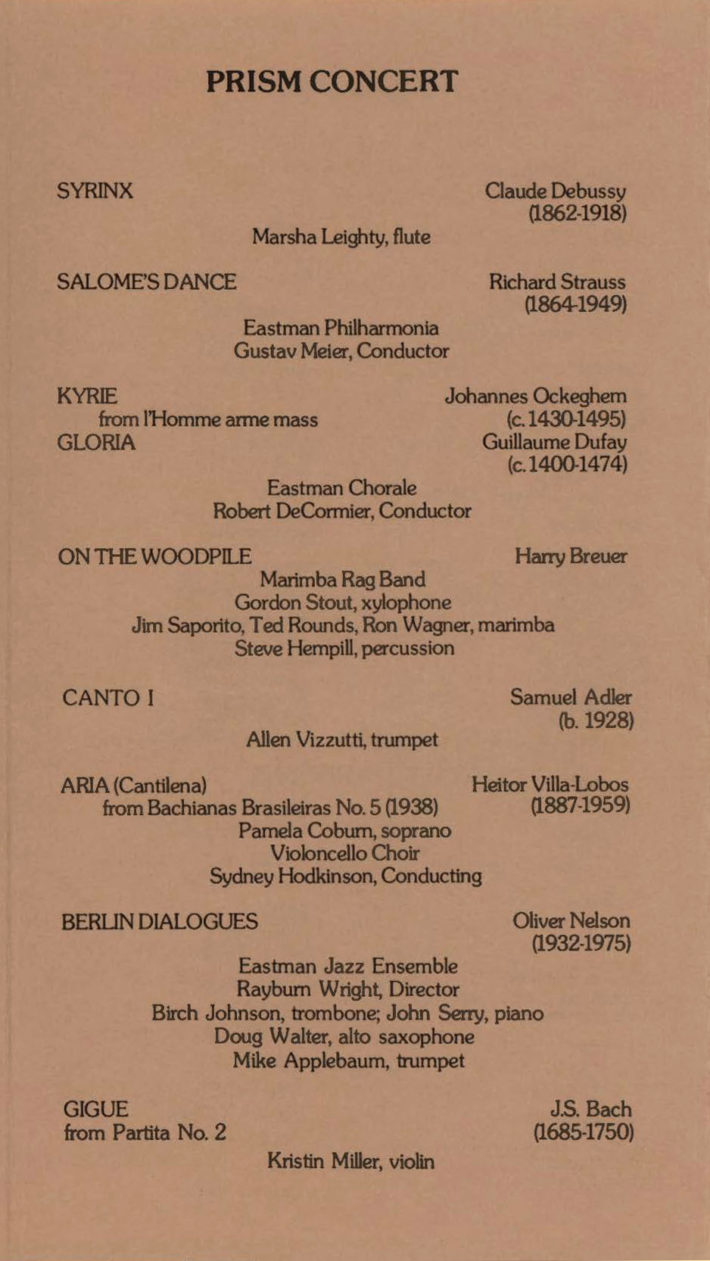 PRISM CONCERT
SYRINX Claude Debussy
(1862-1918)
Marsha Leighty, flute
SALOME'S DANCE Richard Strauss
(1864-1949)
Eastman Philharmonia
Gustav Meier, Conductor
KYRIE Johannes Ockeghem
from l'Homme arme mass (c. 1430-1495)
GLORIA Guillaume Dufay
(c. 1400-1474)
Eastman Chorale
Robert DeCormier, Conductor
ON THE WOODPILE Harry Breuer
Marimba Rag Band
Gordon Stout, xylophone
Jim Saporito, Ted Rounds, Ron Wagner, marimba
Steve Hempill, percussion
CANTO I Samuel Adler
(b. 1928)
Allen Vizzutti, trumpet
ARIA (Cantilena) Heitor Villa-Lobos
from Bachianas Brasileiras No. 5 (1938) (1887-1959)
Pamela Coburn, soprano
Violoncello Choir
Sydney Hodkinson, Conducting
BERLIN DIALOGUES Oliver Nelson
(1932-1975)
Eastman Jazz Ensemble
Rayburn Wright, Director
Birch Johnson, trombone; John Serry, piano
Doug Walter, alto saxophone
Mike Applebaum, trumpet
GIGUE J.S. Bach
from Partita No. 2 (1685-1750)
Kristin Miller, violin